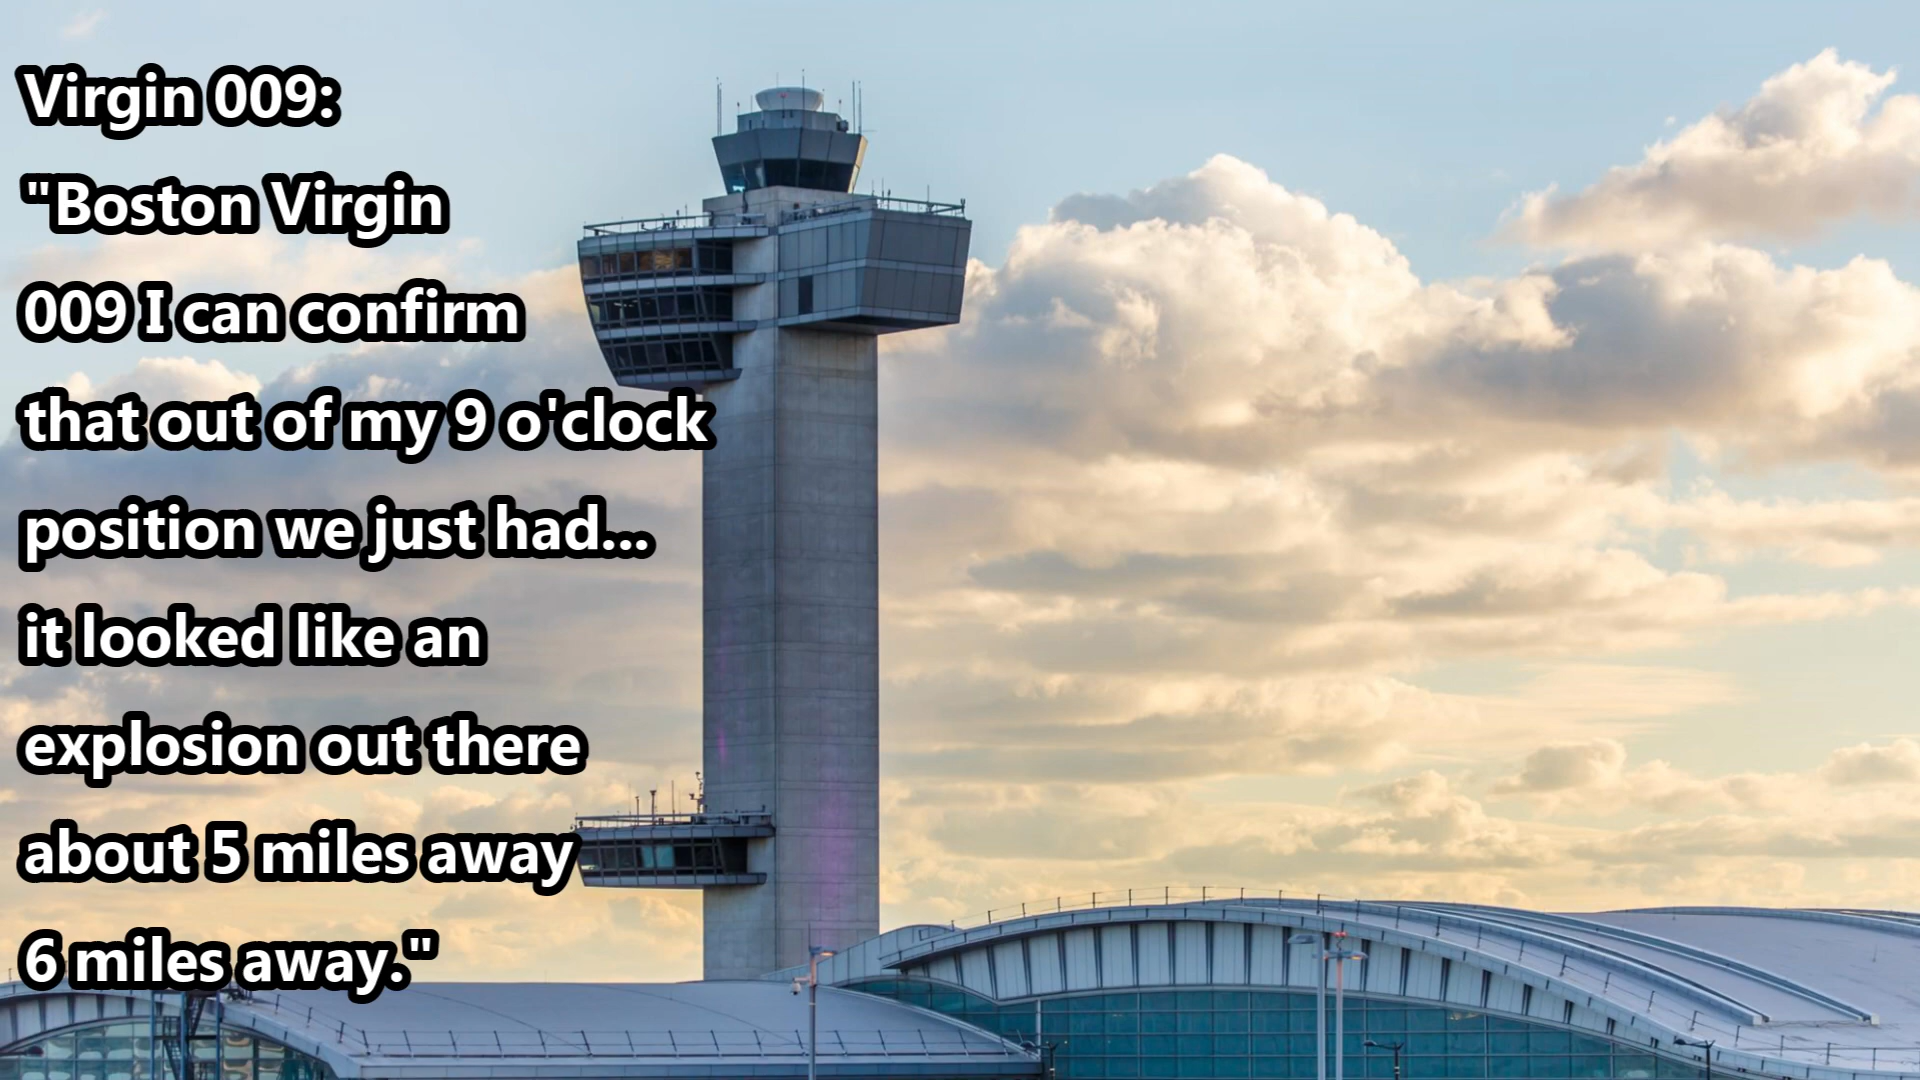 Virgin 009:
"Boston Virgin
009 I can confirm
that out of my 9 o'clock
position we just had...
it looked like an
explosion out there
about 5 miles away
6 miles away."